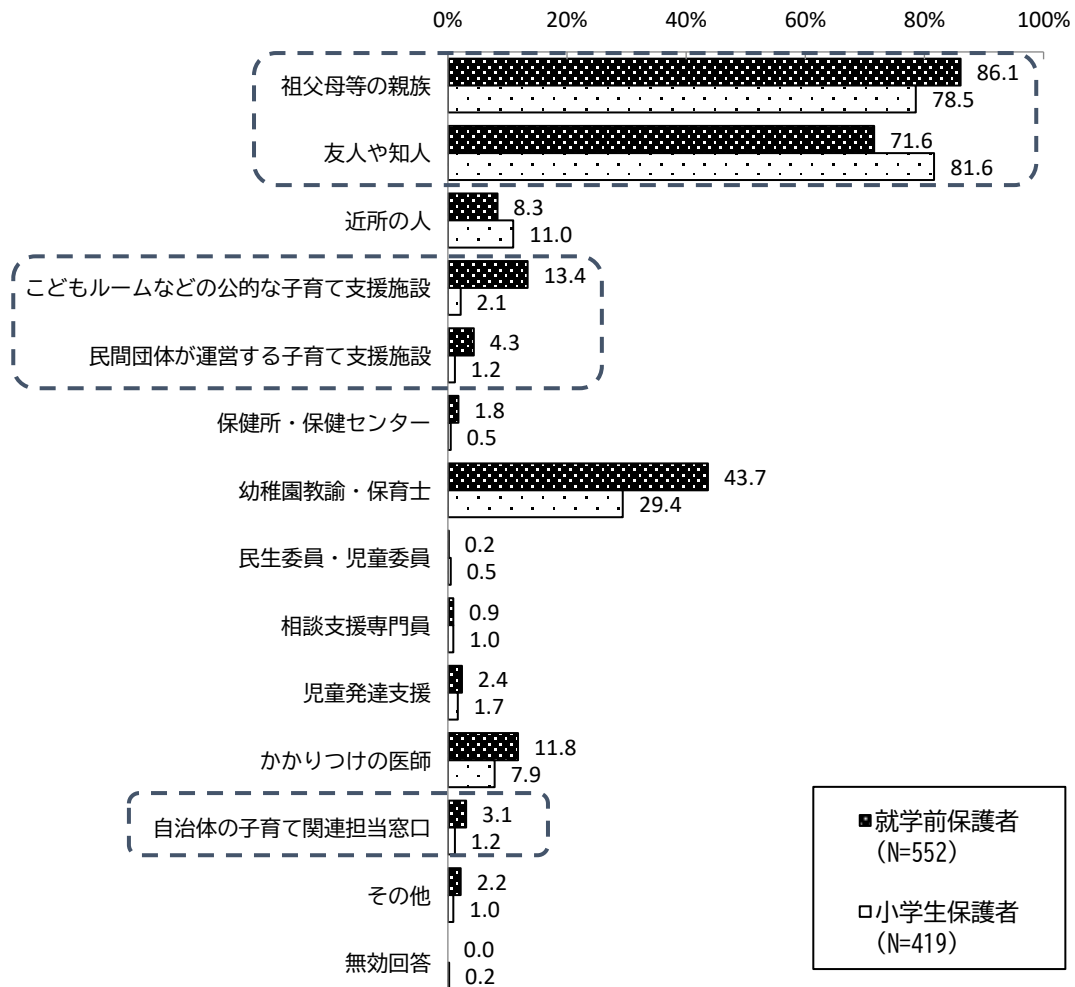 0% 20% 40% 60% 80% 100%
祖父母等の親族 86.1
78.5
友人や知人 71.6
81.6
近所の人 8.3
11.0
こどもルームなどの公的な子育て支援施設 13.4
2.1
民間団体が運営する子育て支援施設 4.3
1.2
保健所・保健センター 1.8
0.5
幼稚園教諭・保育士 43.7
29.4
民生委員・児童委員 0.2
0.5
相談支援専門員 0.9
1.0
児童発達支援 2.4
1.7
かかりつけの医師 11.8
7.9
自治体の子育て関連担当窓口 3.1
1.2
その他 2.2
1.0
無効回答 0.0
0.2
就学前保護者
(N=552)
小学生保護者
(N=419)